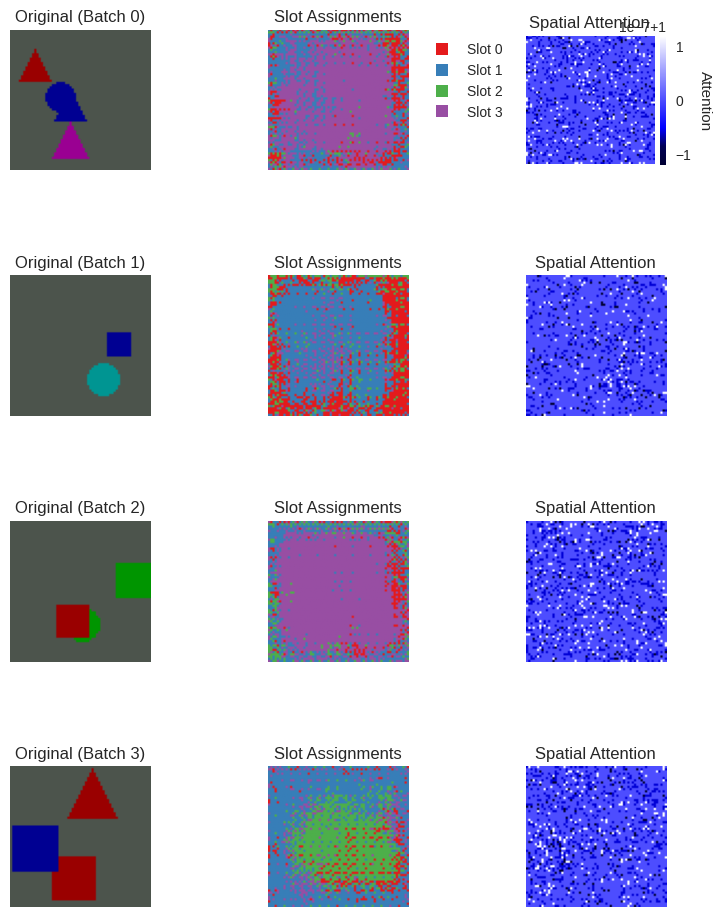 Original (Batch 0)
Slot Assignments
Slot 0
Slot 1
Slot 2
Slot 3
Spatial Attention
1e−7+1
1
0
−1
Attention
Original (Batch 1)
Slot Assignments
Spatial Attention
Original (Batch 2)
Slot Assignments
Spatial Attention
Original (Batch 3)
Slot Assignments
Spatial Attention